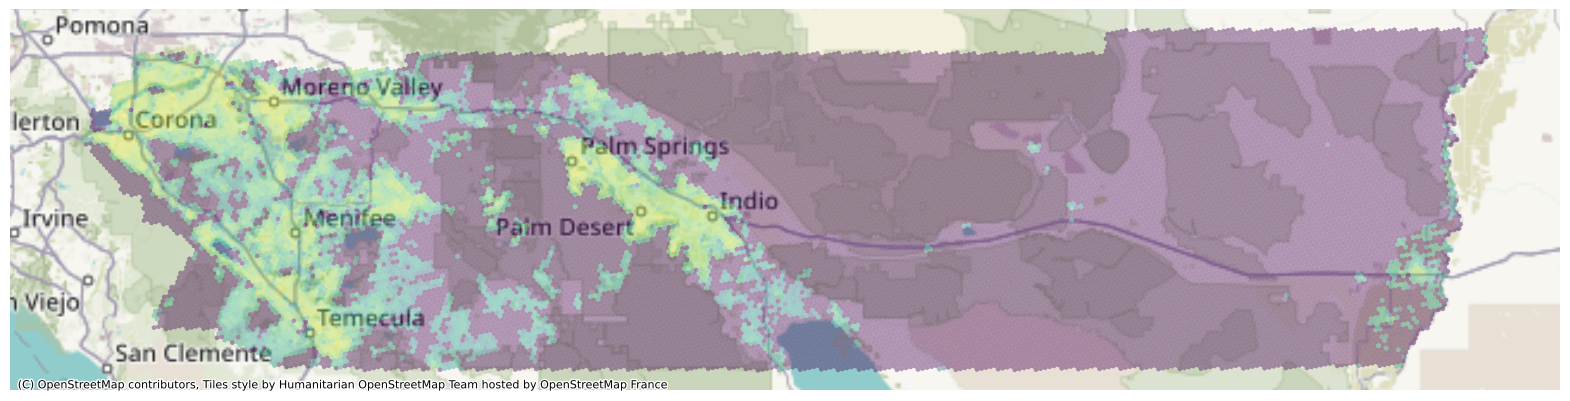 Pomona
Moreno Valley
lerton
Corona
Palm Springs
Indio
Irvine
Menifee
Palm Desert
n Viejo
Temecula
San Clemente
(C) OpenStreetMap contributors, Tiles style by Humanitarian OpenStreetMap Team hosted by OpenStreetMap France